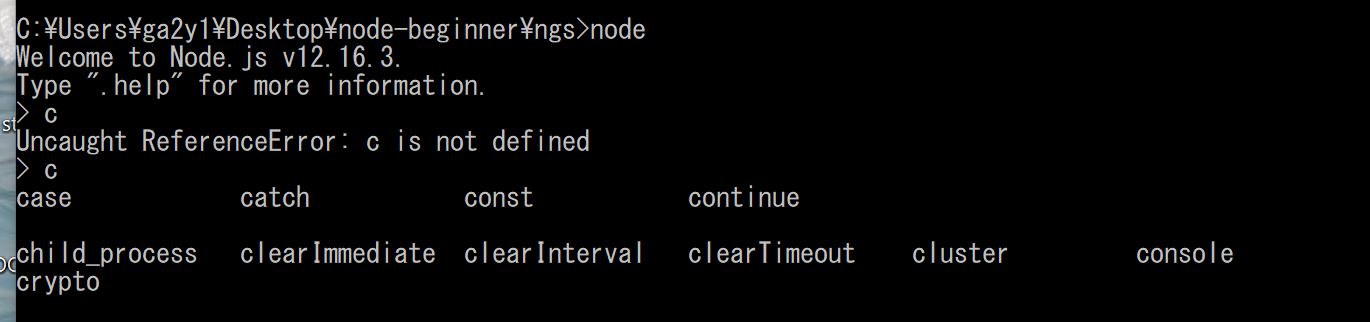 C:¥Users¥ga2y1¥Desktop¥node-beginner¥ngs>node
Welcome to Node.js v12.16.3.
Type ".help" for more information.
> c
st
Uncaught ReferenceError: c is not defined
> c
case catch const continue
child_process clearImmediate clearInterval clearTimeout cluster console
crypto